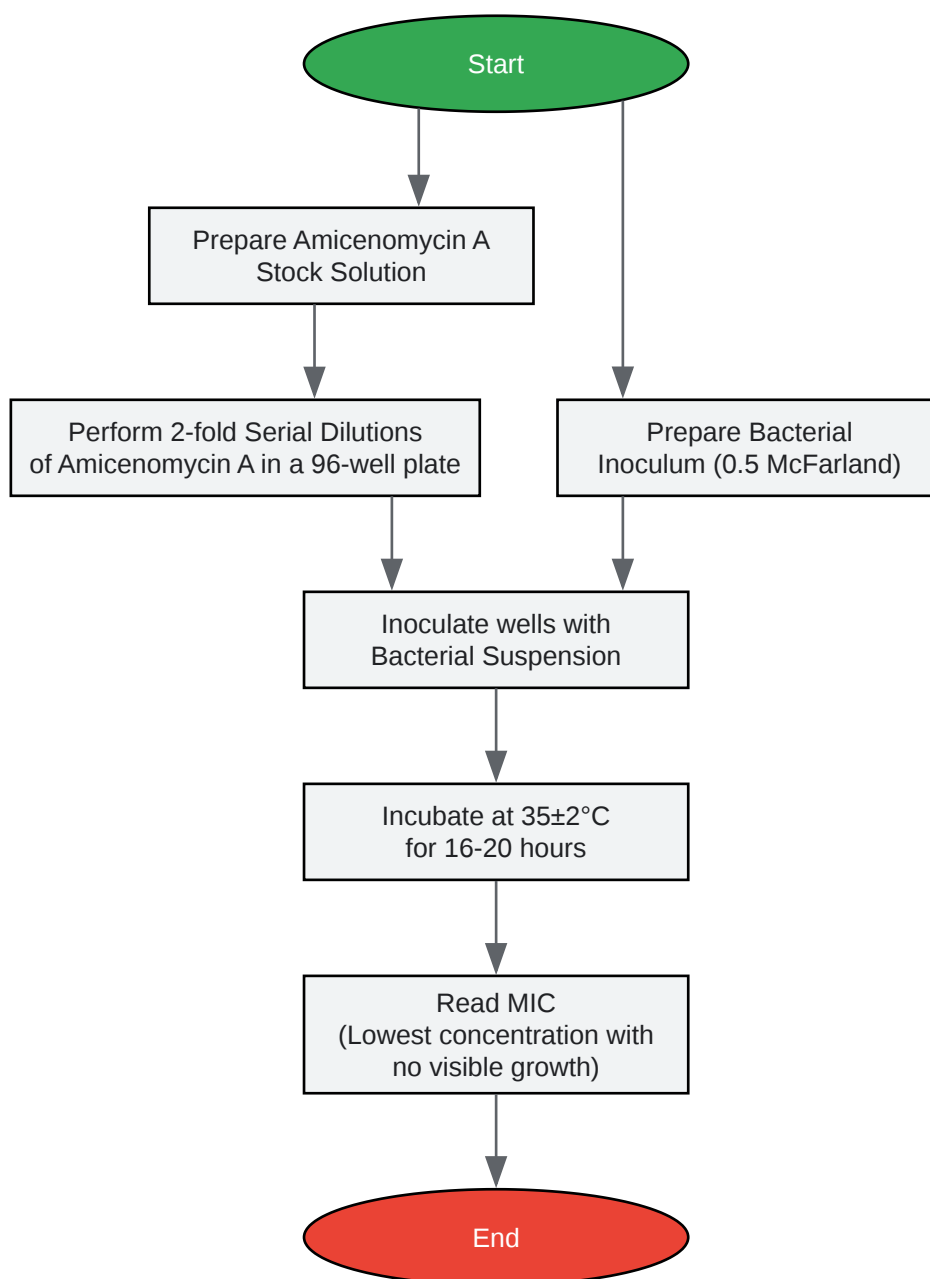 Start
Prepare Amicenomycin A
Stock Solution
Perform 2-fold Serial Dilutions
of Amicenomycin A in a 96-well plate
Prepare Bacterial
Inoculum (0.5 McFarland)
Inoculate wells with
Bacterial Suspension
Incubate at 35±2°C
for 16-20 hours
Read MIC
(Lowest concentration with
no visible growth)
End